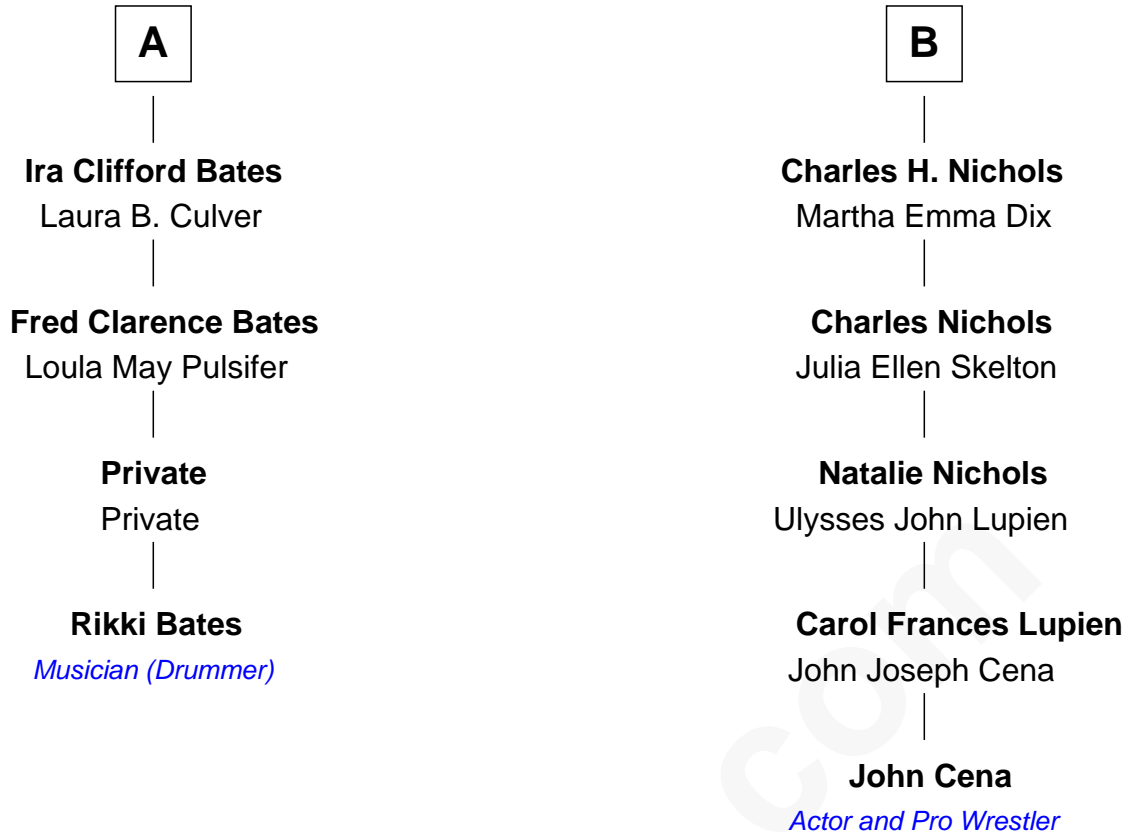 A
Ira Clifford Bates
Laura B. Culver
Fred Clarence Bates
Loula May Pulsifer
Private
Private
Rikki Bates
Musician (Drummer)
B
Charles H. Nichols
Martha Emma Dix
Charles Nichols
Julia Ellen Skelton
Natalie Nichols
Ulysses John Lupien
Carol Frances Lupien
John Joseph Cena
John Cena
Actor and Pro Wrestler
com